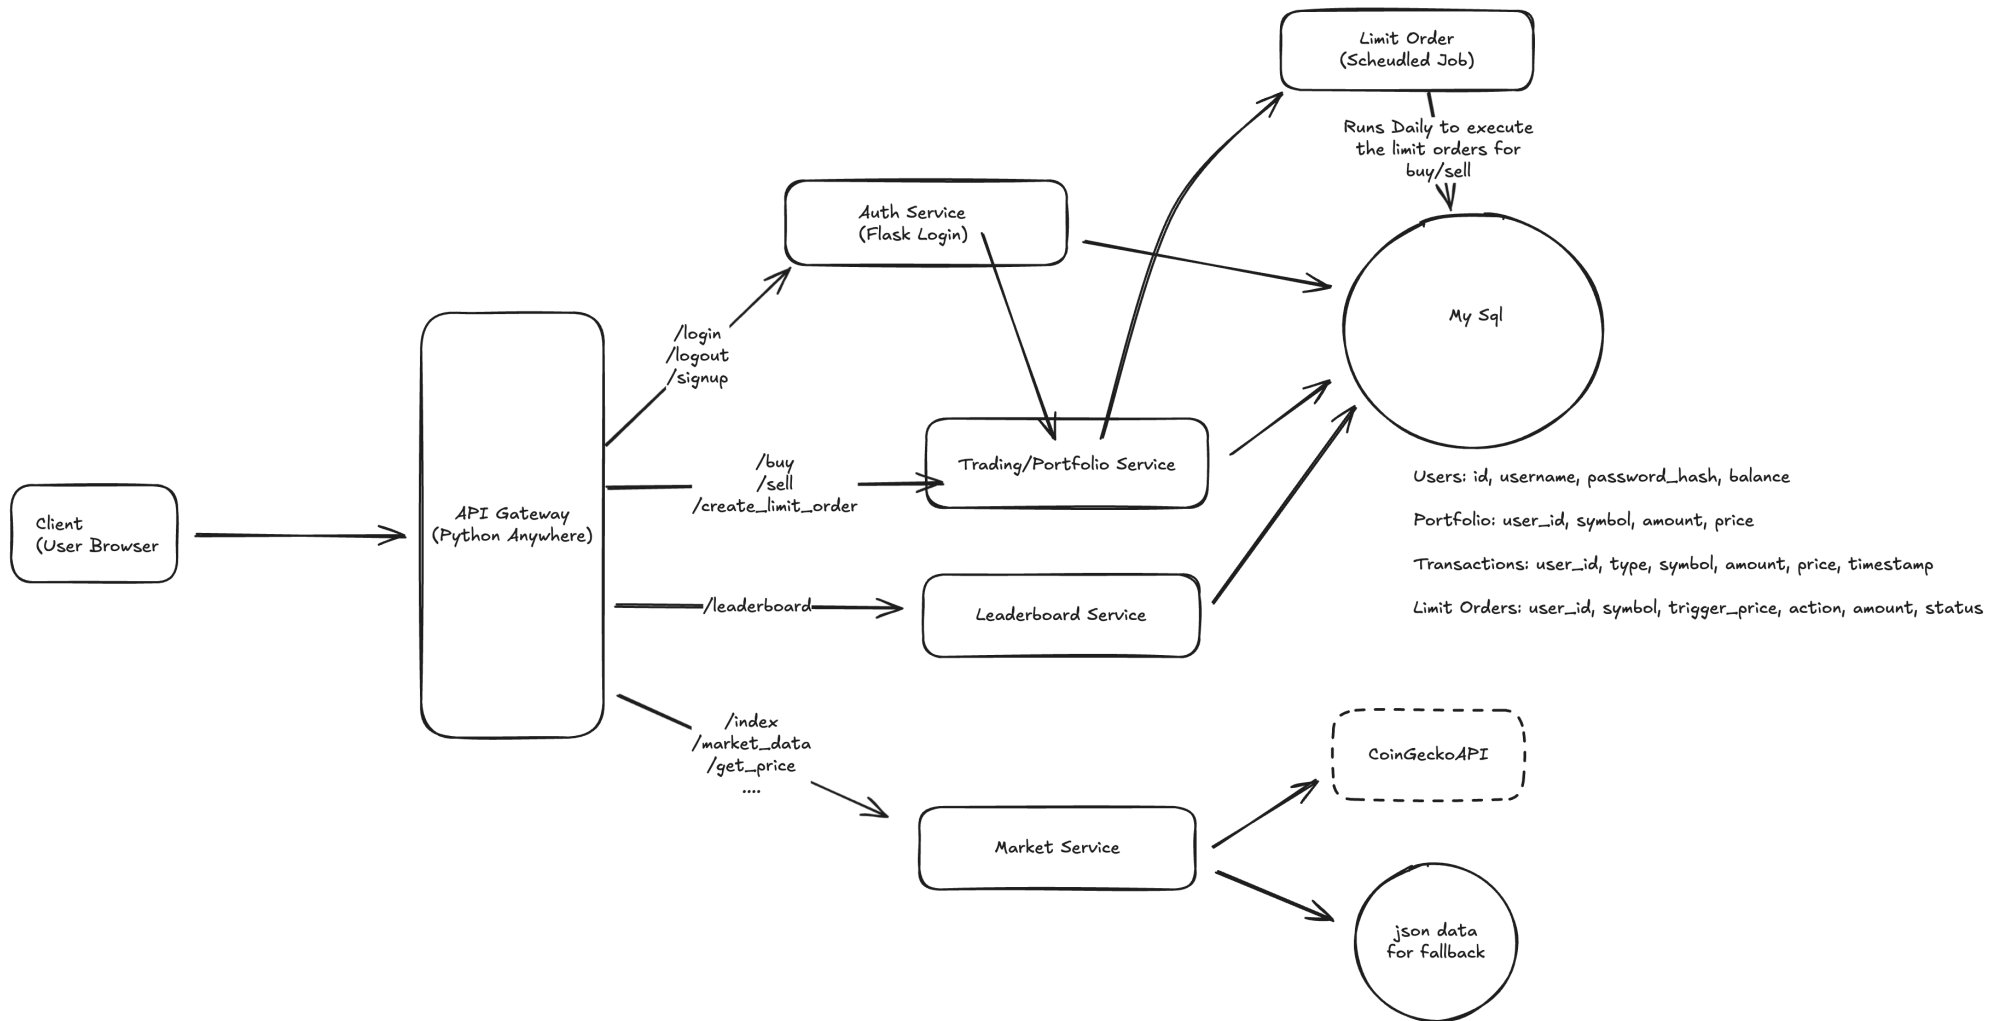 Limit Order
(Scheudled Job)
Runs Daily to execute
the limit orders for
buy/sell
Auth Service
(Flask Login)
My Sql
/login
/logout
/signup
/buy
/sell
/create_limit_order
Trading/Portfolio Service
Client
(User Browser
API Gateway
(Python Anywhere)
Users: id, username, password_hash, balance
Portfolio: user_id, symbol, amount, price
Transactions: user_id, type, symbol, amount, price, timestamp
Limit Orders: user_id, symbol, trigger_price, action, amount, status
/leaderboard
Leaderboard Service
/index
/market_data
/get_price
....
Market Service
CoinGeckoAPI
json data
for fallback